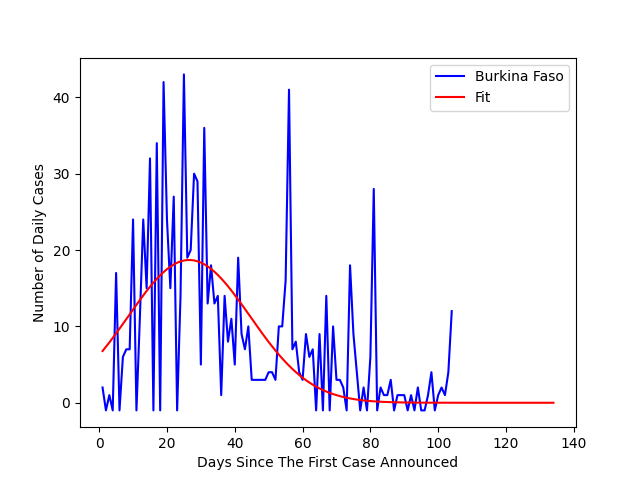 Burkina Faso
Fit
Number of Daily Cases
40
30
20
10
0
0 20 40 60 80 100 120 140
Days Since The First Case Announced